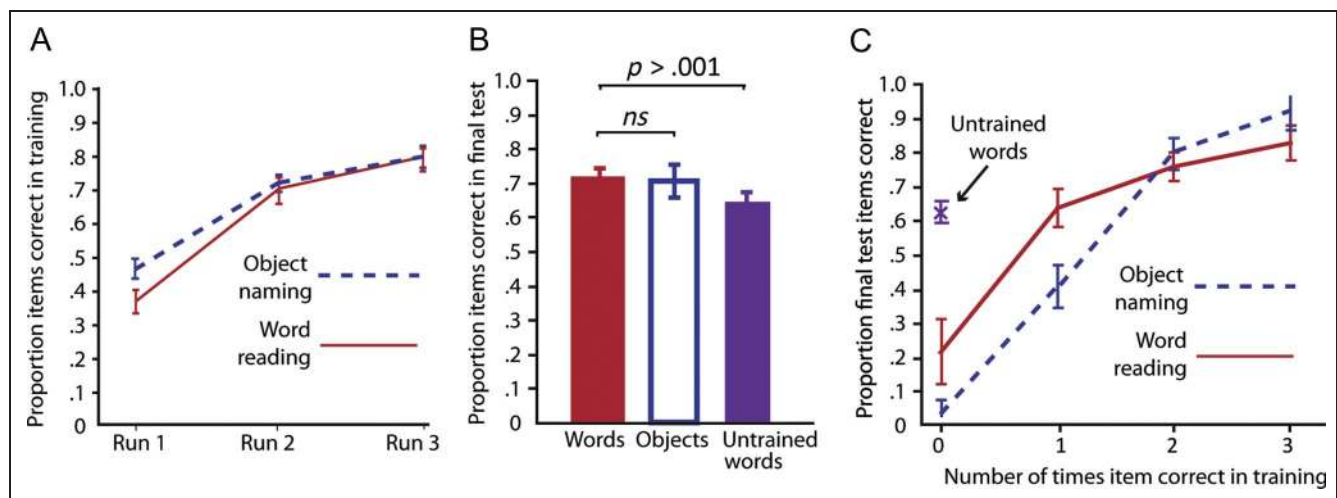 A
Proportion items correct in training
1.0
.9
.8
.7
.6
.5
.4
.3
.2
.1
0
Object
naming
Word
reading
Run 1 Run 2 Run 3
B
Proportion items correct in final test
1.0
.9
.8
.7
.6
.5
.4
.3
.2
.1
0
p > .001
ns
Words Objects Untrained
words
C
Proportion final test items correct
1.0
.9
.8
.7
.6
.5
.4
.3
.2
0.1
0
Untrained
words
Object
naming
Word
reading
0 1 2 3
Number of times item correct in training